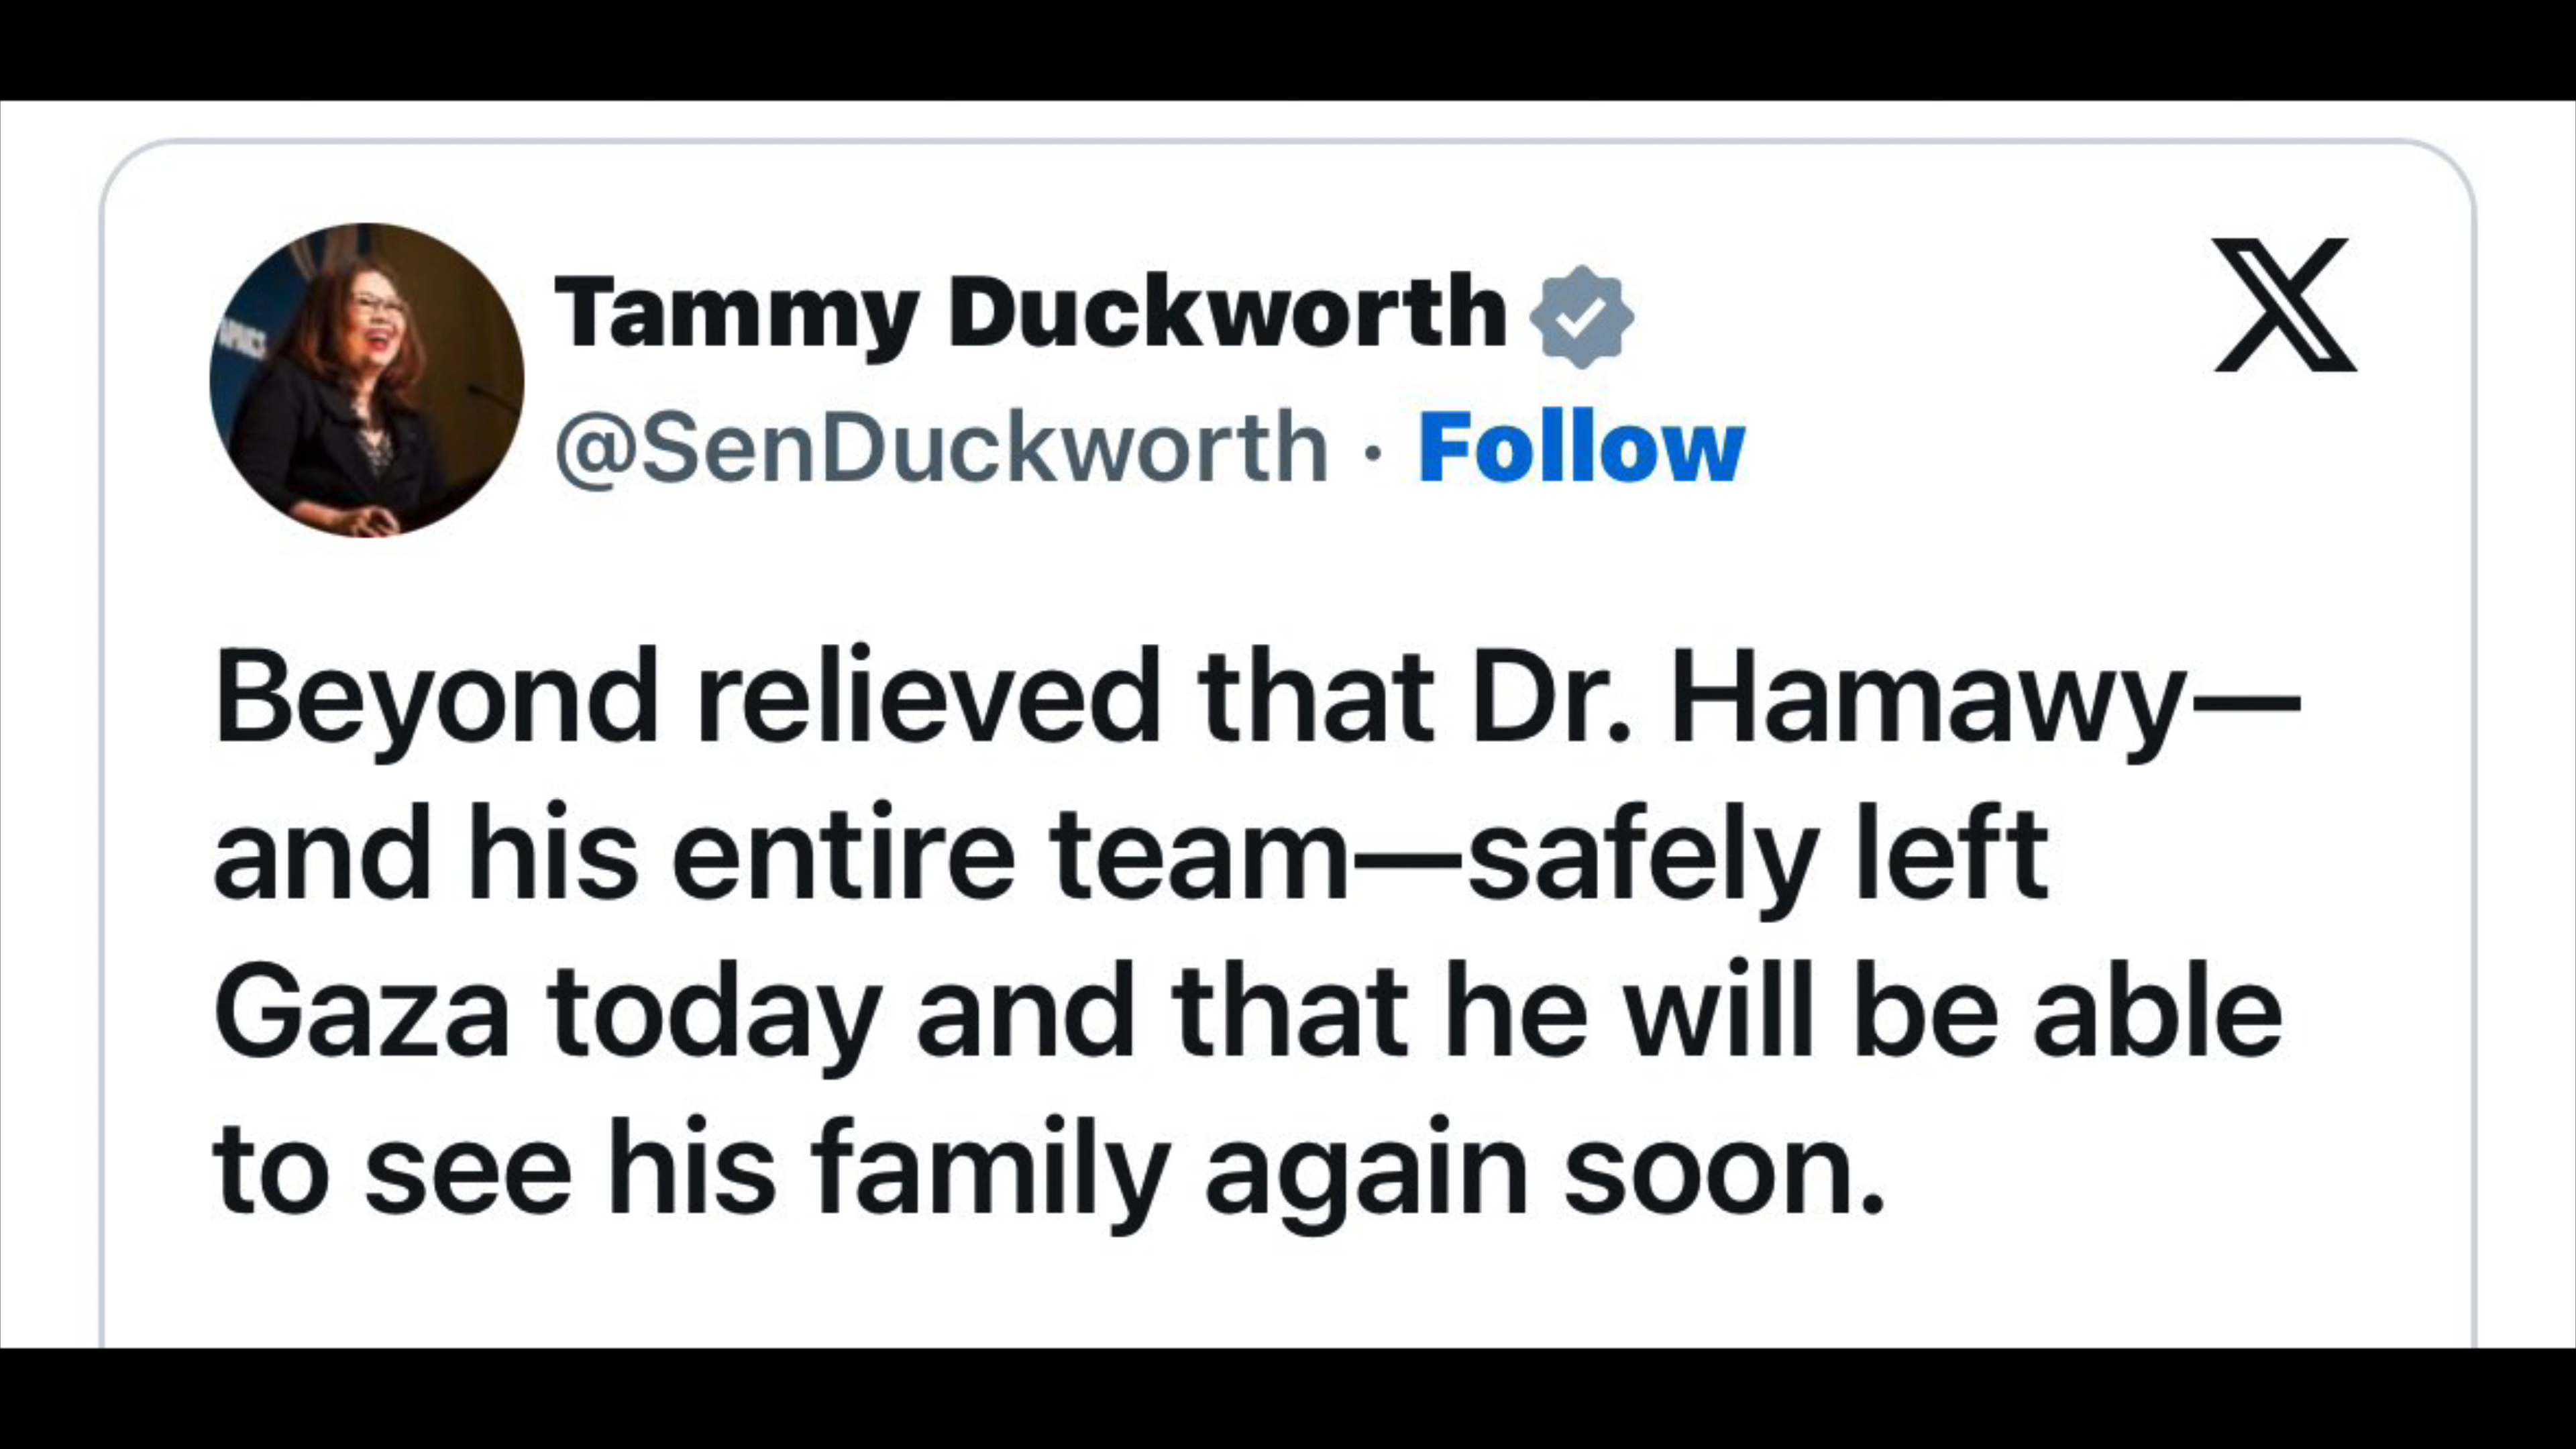 Tammy Duckworth
@SenDuckworth · Follow
Beyond relieved that Dr. Hamawy—
and his entire team—safely left
Gaza today and that he will be able
to see his family again soon.